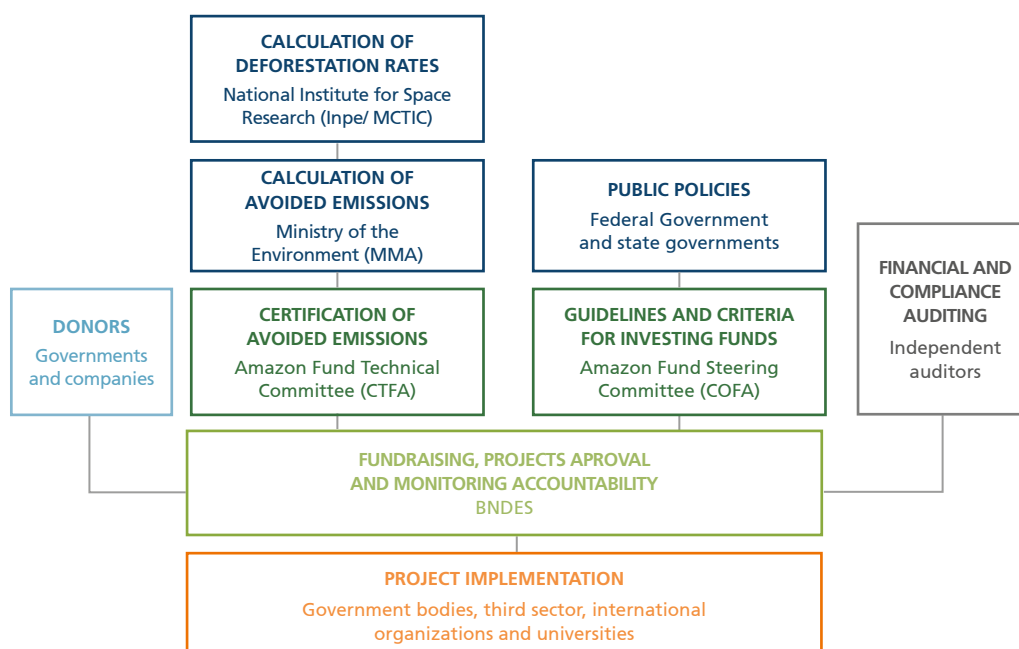 CALCULATION OF
DEFORESTATION RATES
National Institute for Space
Research (Inpe/ MCTIC)
CALCULATION OF
AVOIDED EMISSIONS
Ministry of the
Environment (MMA)
PUBLIC POLICIES
Federal Government
and state governments
DONORS
Governments
and companies
CERTIFICATION OF
AVOIDED EMISSIONS
Amazon Fund Technical
Committee (CTFA)
GUIDELINES AND CRITERIA
FOR INVESTING FUNDS
Amazon Fund Steering
Committee (COFA)
FINANCIAL AND
COMPLIANCE
AUDITING
Independent
auditors
FUNDRAISING, PROJECTS APROVAL
AND MONITORING ACCOUNTABILITY
BNDES
PROJECT IMPLEMENTATION
Government bodies, third sector, international
organizations and universities